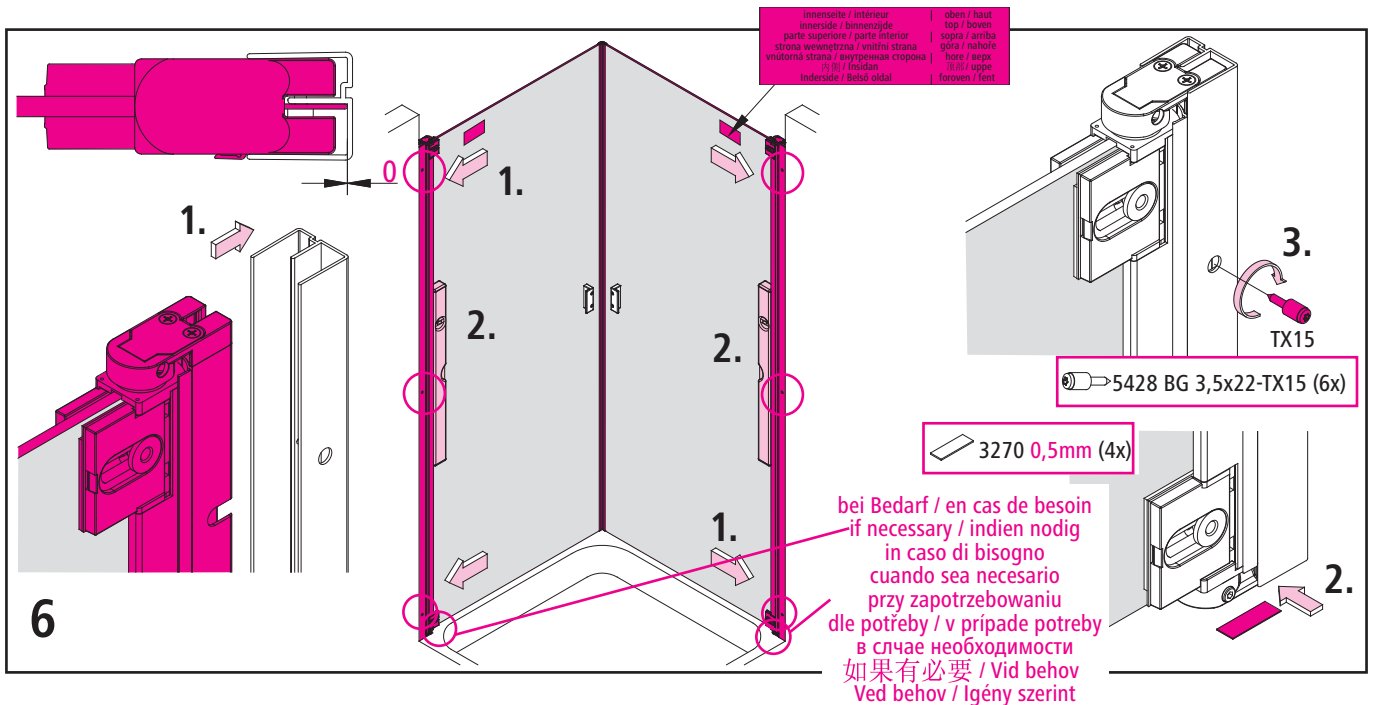 innenseite / intérieur | oben / haut
innerside / binnenzijde top / boven
parte superiore / parte interior | sopra / arriba
strona wewnętrzna / vnitřní strana góra / nahoře
vnútorná strana / внутренная сторона | hore / верх
内侧 / insidan 顶部 / uppe
Inderside / Belső oldal | foroven / fent
0
1.
1.
2.
2.
1.
3.
TX15
5428 BG 3,5x22-TX15 (6x)
3270 0,5mm (4x)
2.
bei Bedarf / en cas de besoin
if necessary / indien nodig
in caso di bisogno
cuando sea necesario
przy zapotrzebowaniu
dle potřeby / v prípade potreby
в слчае необходимости
如果有必要 / Vid behov
Ved behov / Igény szerint
6